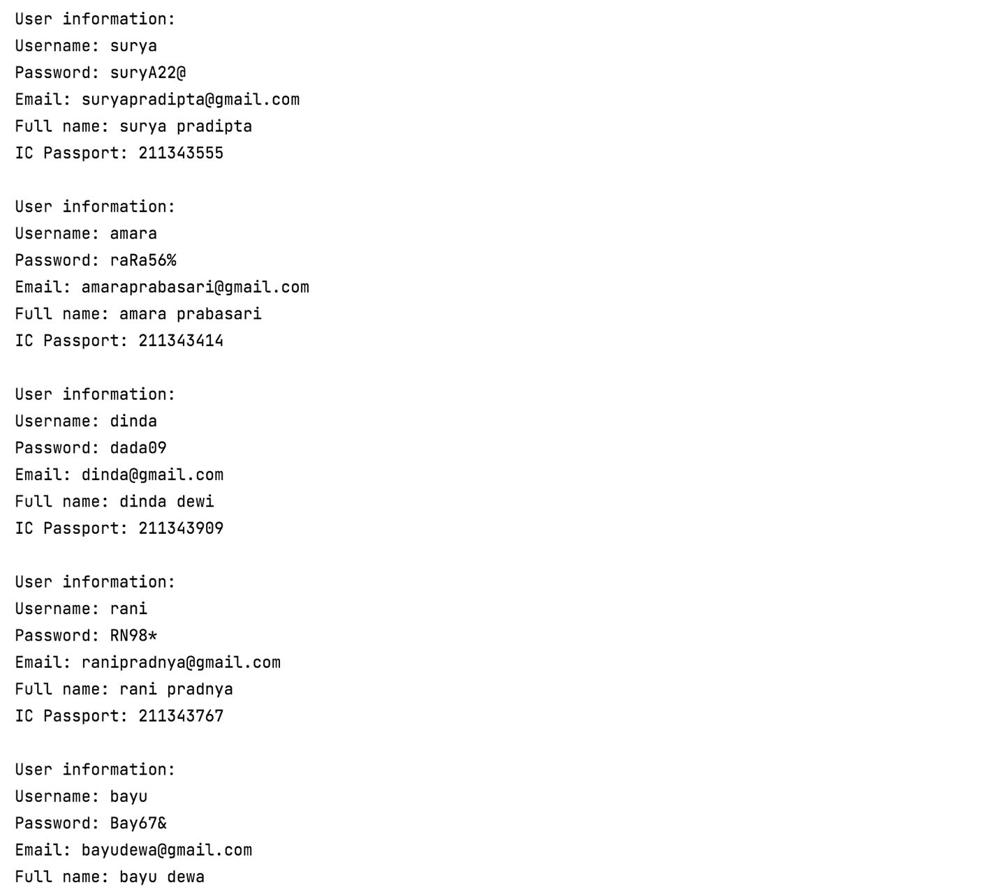 User information:
Username: surya
Password: suryA22@
Email: suryapradipta@gmail.com
Full name: surya pradipta
IC Passport: 211343555

User information:
Username: amara
Password: raRa56%
Email: amaraprabasari@gmail.com
Full name: amara prabasari
IC Passport: 211343414

User information:
Username: dinda
Password: dada09
Email: dinda@gmail.com
Full name: dinda dewi
IC Passport: 211343909

User information:
Username: rani
Password: RN98*
Email: ranipradnya@gmail.com
Full name: rani pradnya
IC Passport: 211343767

User information:
Username: bayu
Password: Bay67&
Email: bayudewa@gmail.com
Full name: bayu dewa